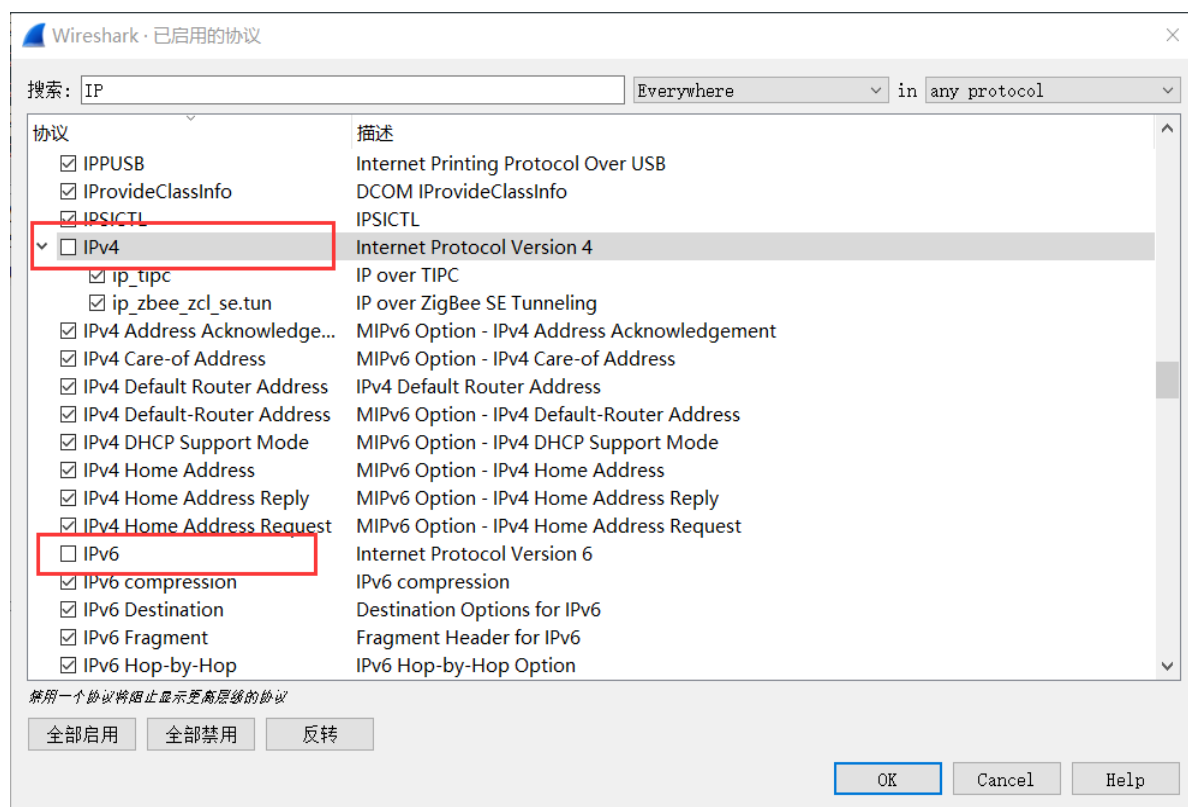 Wireshark · 已启用的协议
搜索: IP Everywhere in any protocol
协议 描述
IPPUSB Internet Printing Protocol Over USB
IProvideClassInfo DCOM IProvideClassInfo
IPSICTL IPSICTL
IPv4 Internet Protocol Version 4
ip_tipc IP over TIPC
ip_zbee_zcl_se.tun IP over ZigBee SE Tunneling
IPv4 Address Acknowledge... MIPv6 Option - IPv4 Address Acknowledgement
IPv4 Care-of Address MIPv6 Option - IPv4 Care-of Address
IPv4 Default Router Address IPv4 Default Router Address
IPv4 Default-Router Address MIPv6 Option - IPv4 Default-Router Address
IPv4 DHCP Support Mode MIPv6 Option - IPv4 DHCP Support Mode
IPv4 Home Address MIPv6 Option - IPv4 Home Address
IPv4 Home Address Reply MIPv6 Option - IPv4 Home Address Reply
IPv4 Home Address Request MIPv6 Option - IPv4 Home Address Request
IPv6 Internet Protocol Version 6
IPv6 compression IPv6 compression
IPv6 Destination Destination Options for IPv6
IPv6 Fragment Fragment Header for IPv6
IPv6 Hop-by-Hop IPv6 Hop-by-Hop Option
禁用一个协议将阻止显示更高层级的协议
全部启用 全部禁用 反转
OK Cancel Help